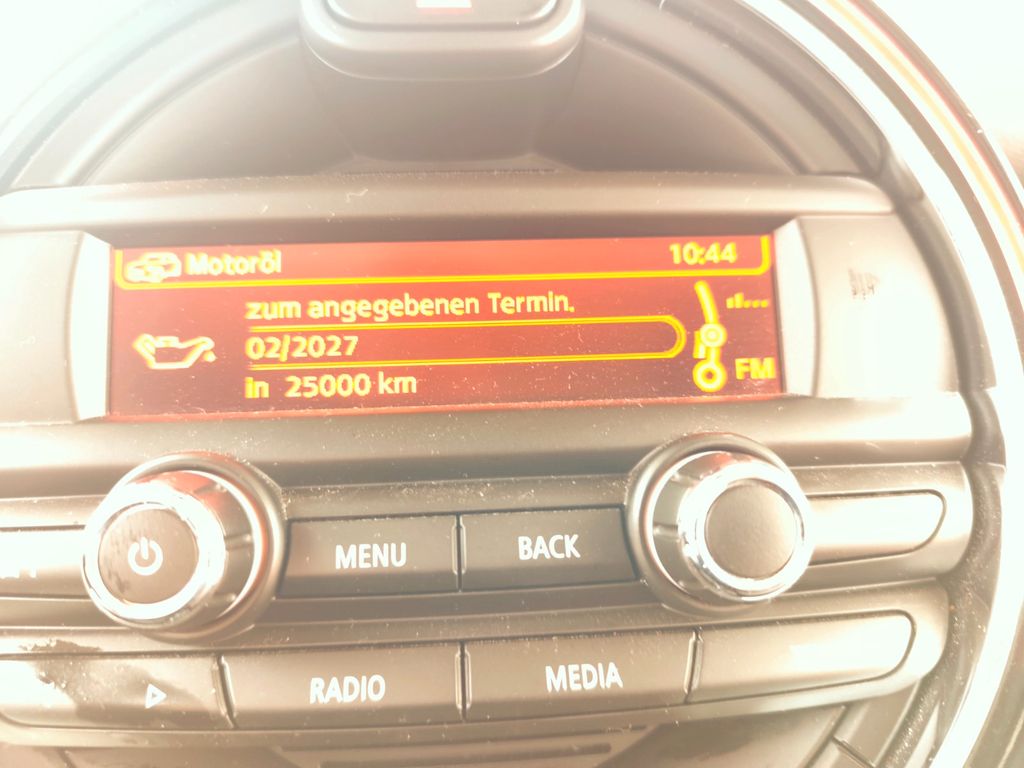 Motoröl 10:44
zum angegebenen Termin.
02/2027
in 25000 km
FM
MENU
BACK
RADIO
MEDIA